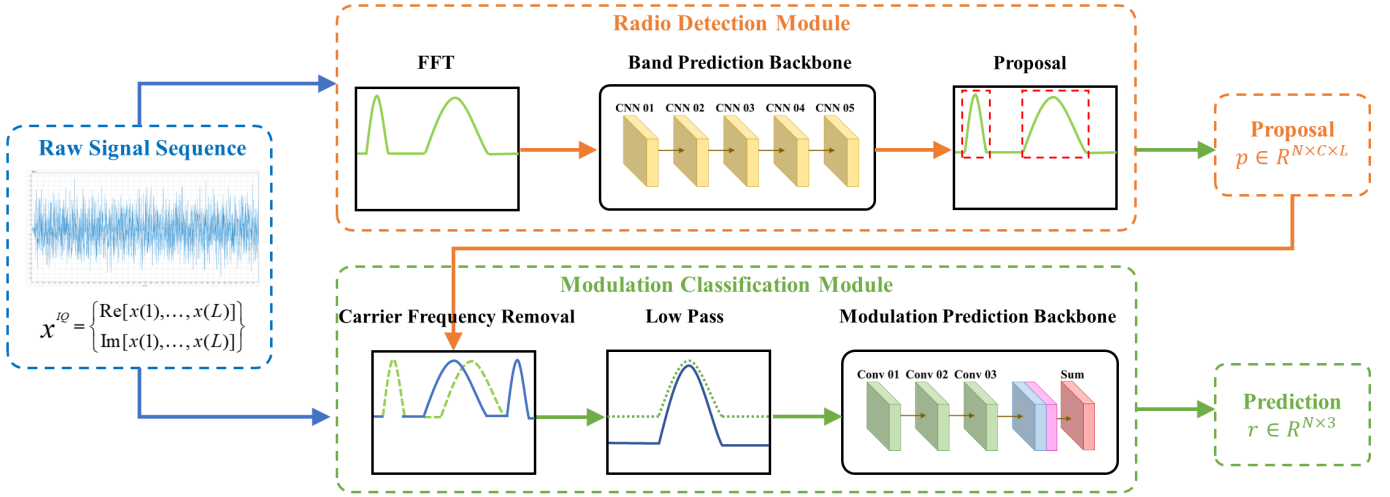 Radio Detection Module
FFT
Band Prediction Backbone
Proposal
CNN 01 CNN 02 CNN 03 CNN 04 CNN 05
Raw Signal Sequence
x^{IQ} = {Re[x(1),…,x(L)]
Im[x(1),…,x(L)]}
Proposal
p ∈ R^{N×C×L}
Modulation Classification Module
Carrier Frequency Removal
Low Pass
Modulation Prediction Backbone
Conv 01 Conv 02 Conv 03 Sum
Prediction
r ∈ R^{N×3}